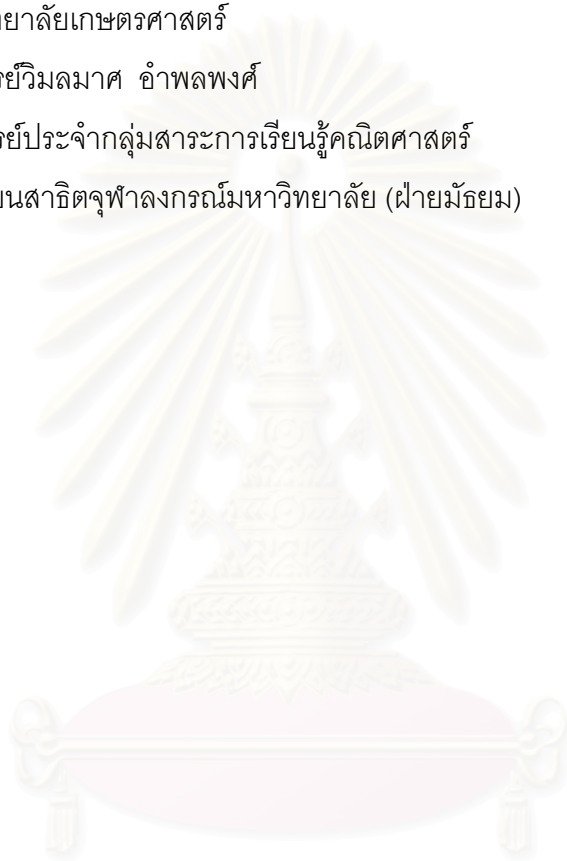 ทยาลัยเกษตรศาสตร์
รย์วิมลมาศ อำพลพงศ์
รย์ประจำกลุ่มสาระการเรียนรู้คณิตศาสตร์
ยนสาธิตจุฬาลงกรณ์มหาวิทยาลัย (ฝ่ายมัธยม)